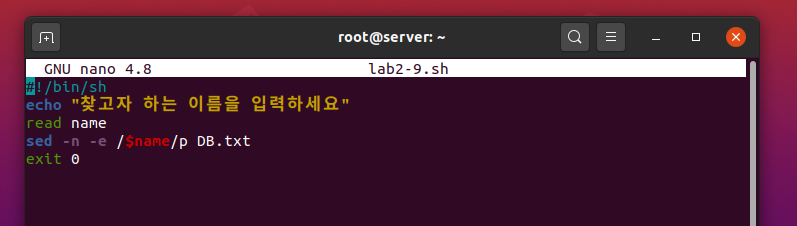 root@server: ~
GNU nano 4.8 lab2-9.sh
#!/bin/sh
echo "찾고자 하는 이름을 입력하세요"
read name
sed -n -e /$name/p DB.txt
exit 0